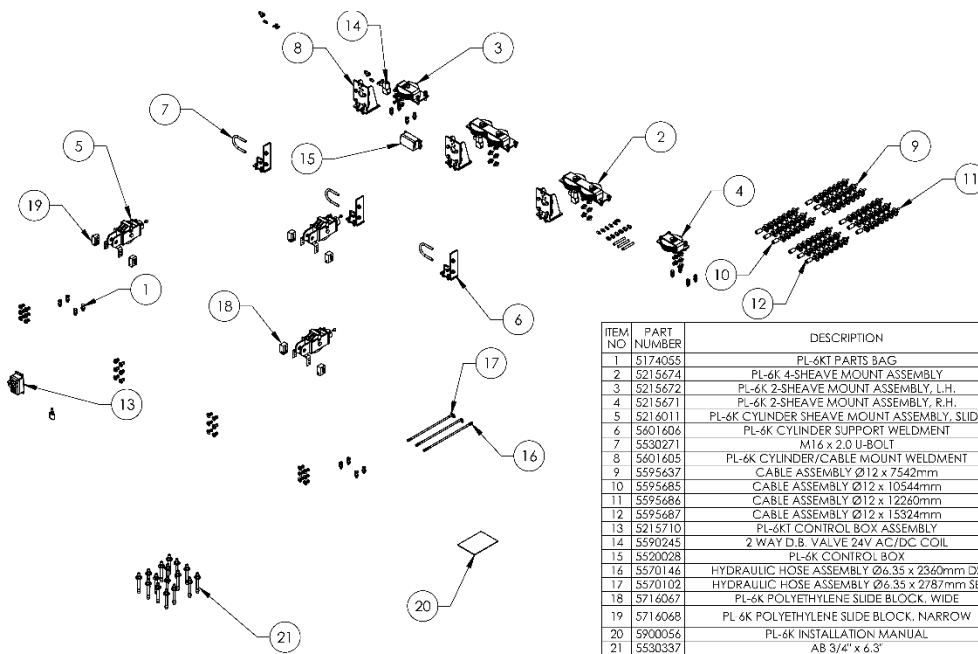 14
8
3
7
15
5
2
9
11
19
4
10
1
12
6
18
17
13
16
20
21
ITEM NO PART NUMBER DESCRIPTION
1 5174055 PL-6KT PARTS BAG
2 5215674 PL-6K 4-SHEAVE MOUNT ASSEMBLY
3 5215672 PL-6K 2-SHEAVE MOUNT ASSEMBLY, L.H.
4 5215671 PL-6K 2-SHEAVE MOUNT ASSEMBLY, R.H.
5 5216011 PL-6K CYLINDER SHEAVE MOUNT ASSEMBLY, SLID
6 5601606 PL-6K CYLINDER SUPPORT WELDMENT
7 5530271 M16 x 2.0 U-BOLT
8 5601605 PL-6K CYLINDER/CABLE MOUNT WELDMENT
9 5595637 CABLE ASSEMBLY Ø12 x 7542mm
10 5595685 CABLE ASSEMBLY Ø12 x 10544mm
11 5595686 CABLE ASSEMBLY Ø12 x 12260mm
12 5595687 CABLE ASSEMBLY Ø12 x 15324mm
13 5215710 PL-6KT CONTROL BOX ASSEMBLY
14 5590245 2 WAY D.B. VALVE 24V AC/DC COIL
15 5520028 PL-6K CONTROL BOX
16 5570146 HYDRAULIC HOSE ASSEMBLY Ø6.35 x 2360mm
17 5570102 HYDRAULIC HOSE ASSEMBLY Ø6.35 x 2787mm
18 5716067 PL-6K POLYETHYLENE SLIDE BLOCK, WIDE
19 5716068 PL-6K POLYETHYLENE SLIDE BLOCK, NARROW
20 5900056 PL-6K INSTALLATION MANUAL
21 5530337 AB 3/4" x 6.3"